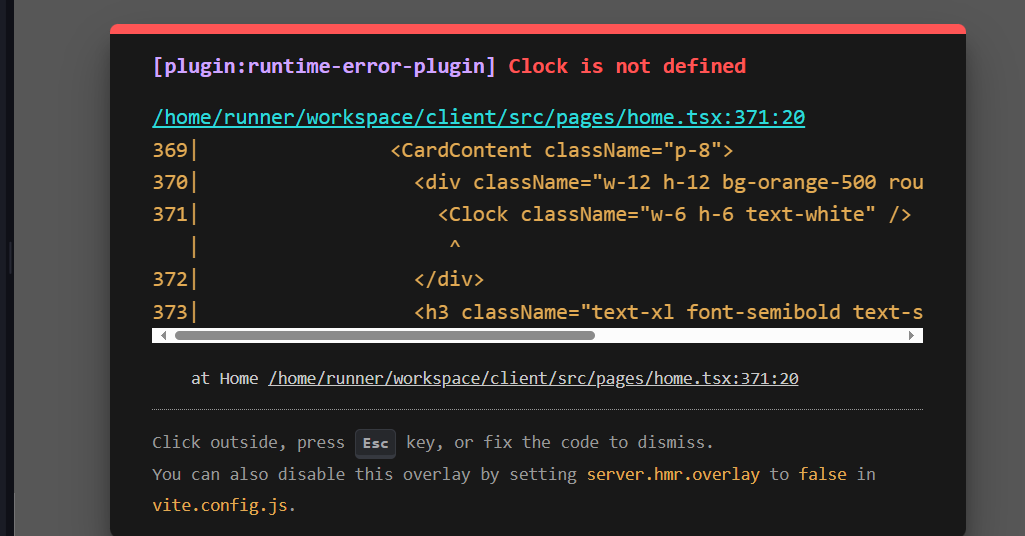 [plugin:runtime-error-plugin] Clock is not defined
/home/runner/workspace/client/src/pages/home.tsx:371:20
369|                <CardContent className="p-8">
370|                  <div className="w-12 h-12 bg-orange-500 rou
371|                    <Clock className="w-6 h-6 text-white" />
   |                     ^
372|                  </div>
373|                  <h3 className="text-xl font-semibold text-s
at Home /home/runner/workspace/client/src/pages/home.tsx:371:20
Click outside, press Esc key, or fix the code to dismiss.
You can also disable this overlay by setting server.hmr.overlay to false in
vite.config.js.